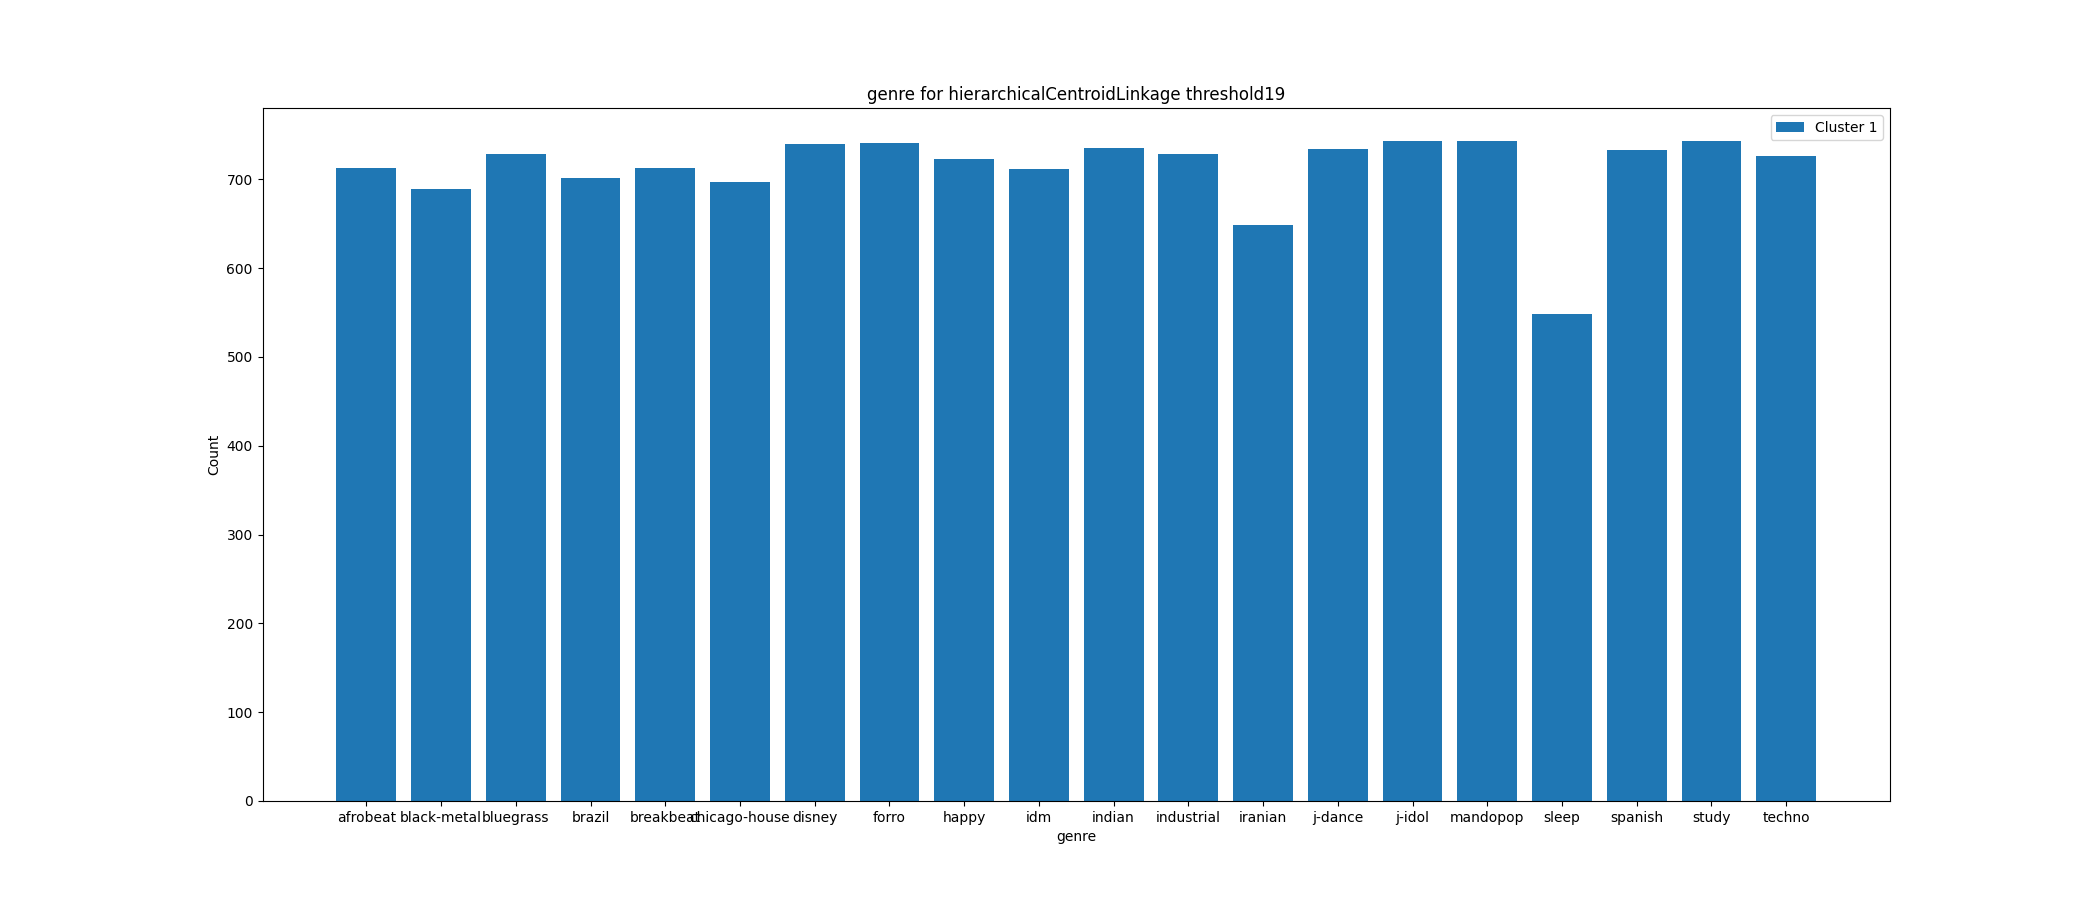 genre for hierarchicalCentroidLinkage threshold19
Cluster 1
700
600
500
400
300
200
100
0
Count
afrobeat black-metal bluegrass brazil breakbeat chicago-house disney forro happy idm indian industrial iranian j-dance j-idol mandopop sleep spanish study techno
genre